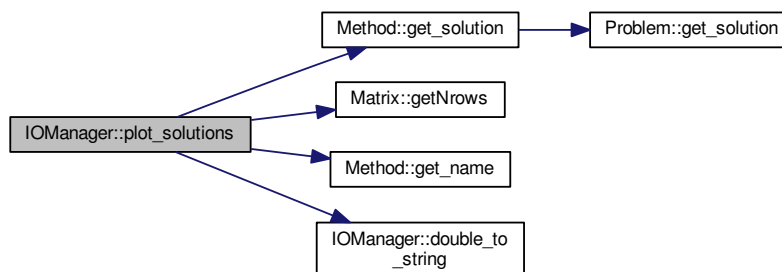 Method::get_solution
Problem::get_solution
Matrix::getNrows
IOManager::plot_solutions
Method::get_name
IOManager::double_to
_string